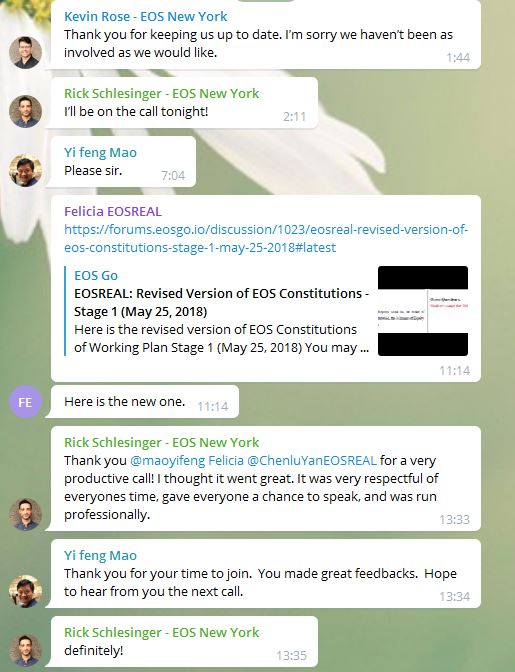 Kevin Rose - EOS New York
Thank you for keeping us up to date. I'm sorry we haven't been as
involved as we would like.
1:44
Rick Schlesinger - EOS New York
I'll be on the call tonight!
2:11
Yi feng Mao
Please sir.
7:04
Felicia EOSREAL
https://forums.eosgo.io/discussion/1023/eosreal-revised-version-of-
eos-constitutions-stage-1-may-25-2018#latest
EOS Go
EOSREAL: Revised Version of EOS Constitutions -
Stage 1 (May 25, 2018)
Here is the revised version of EOS Constitutions
of Working Plan Stage 1 (May 25, 2018) You may ...
11:14
FE
Here is the new one.
11:14
Rick Schlesinger - EOS New York
Thank you @maoyifeng Felicia @ChenluYanEOSREAL for a very
productive call! I thought it went great. It was very respectful of
everyones time, gave everyone a chance to speak, and was run
professionally.
13:33
Yi feng Mao
Thank you for your time to join.  You made great feedbacks.  Hope
to hear from you the next call.
13:34
Rick Schlesinger - EOS New York
definitely!
13:35